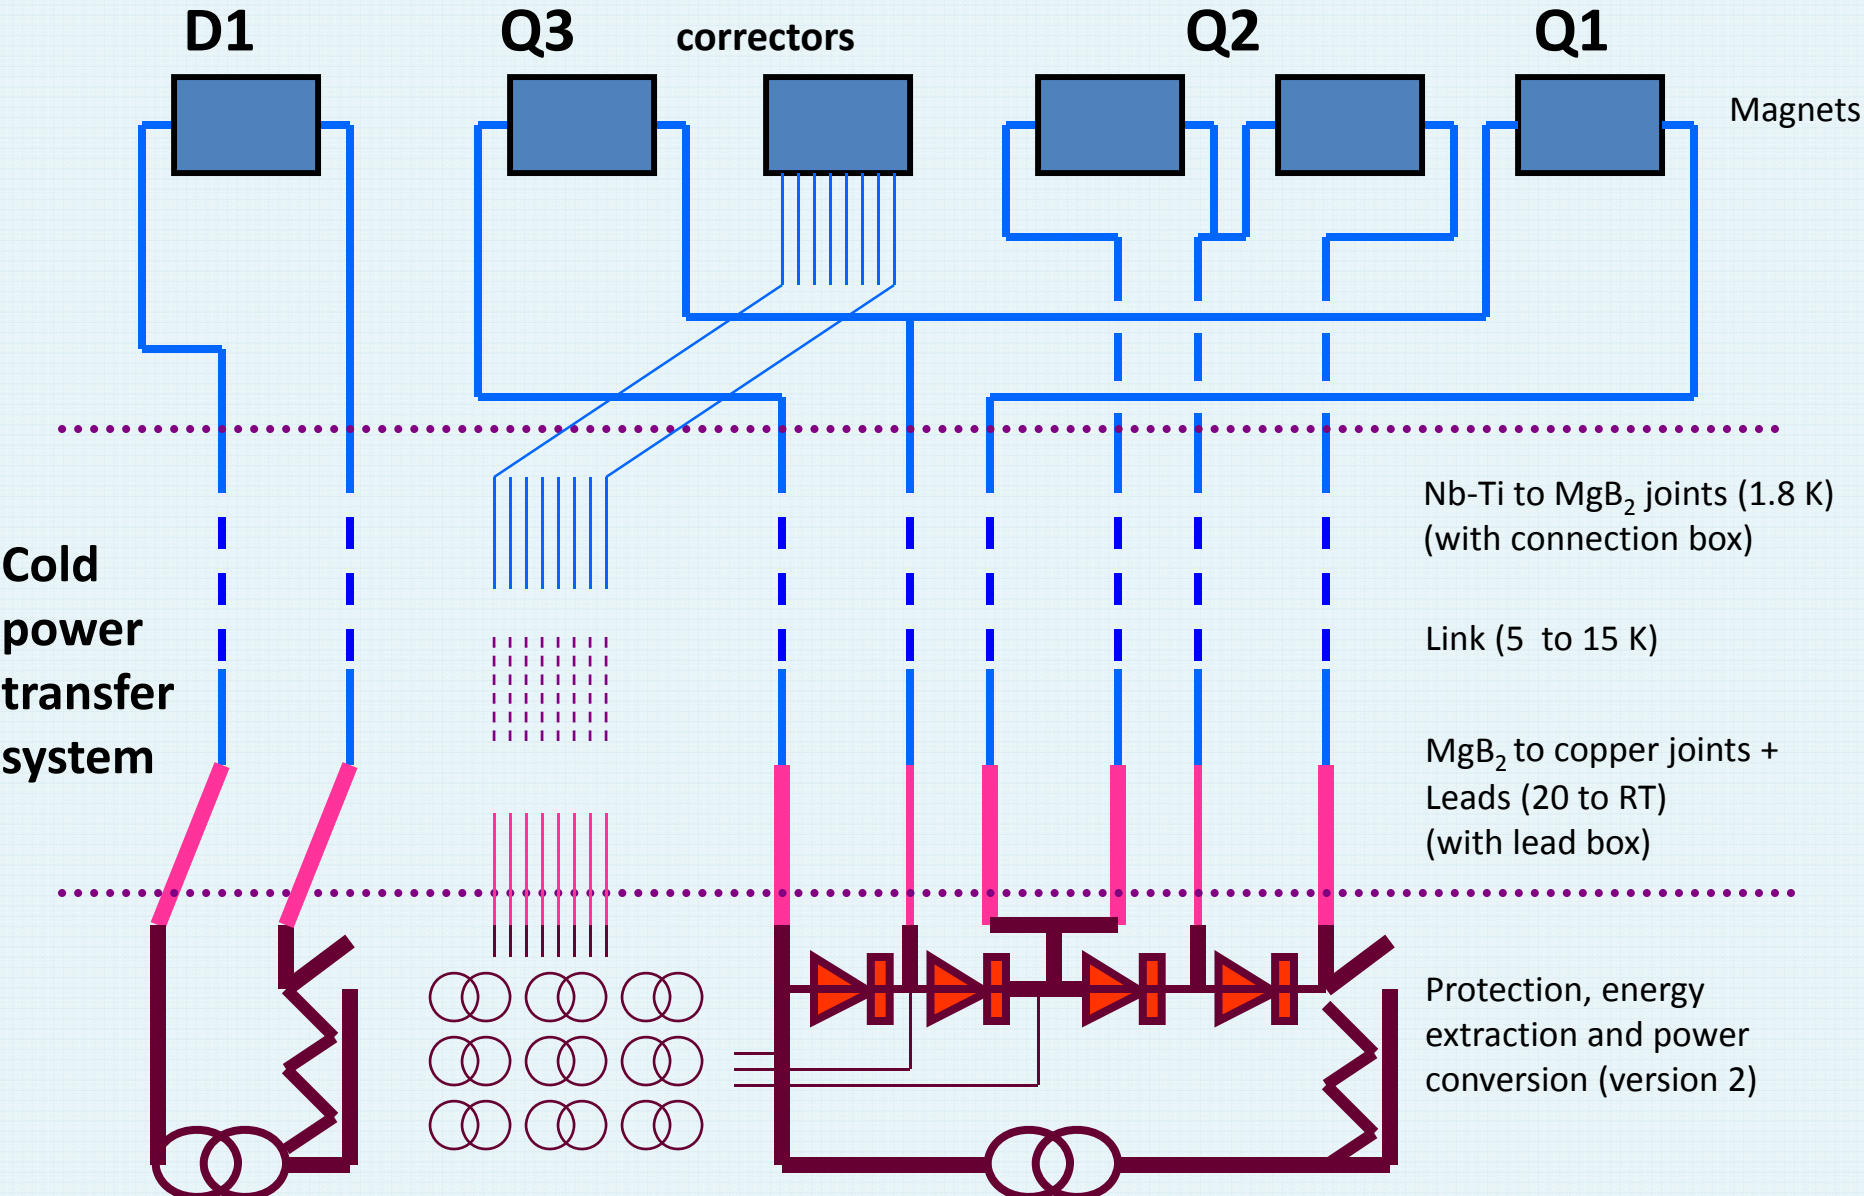 D1
Q3
correctors
Q2
Q1
Magnets
Nb-Ti to MgB₂ joints (1.8 K)
(with connection box)
Cold
power
transfer
system
Link (5 to 15 K)
MgB₂ to copper joints +
Leads (20 to RT)
(with lead box)
Protection, energy
extraction and power
conversion (version 2)